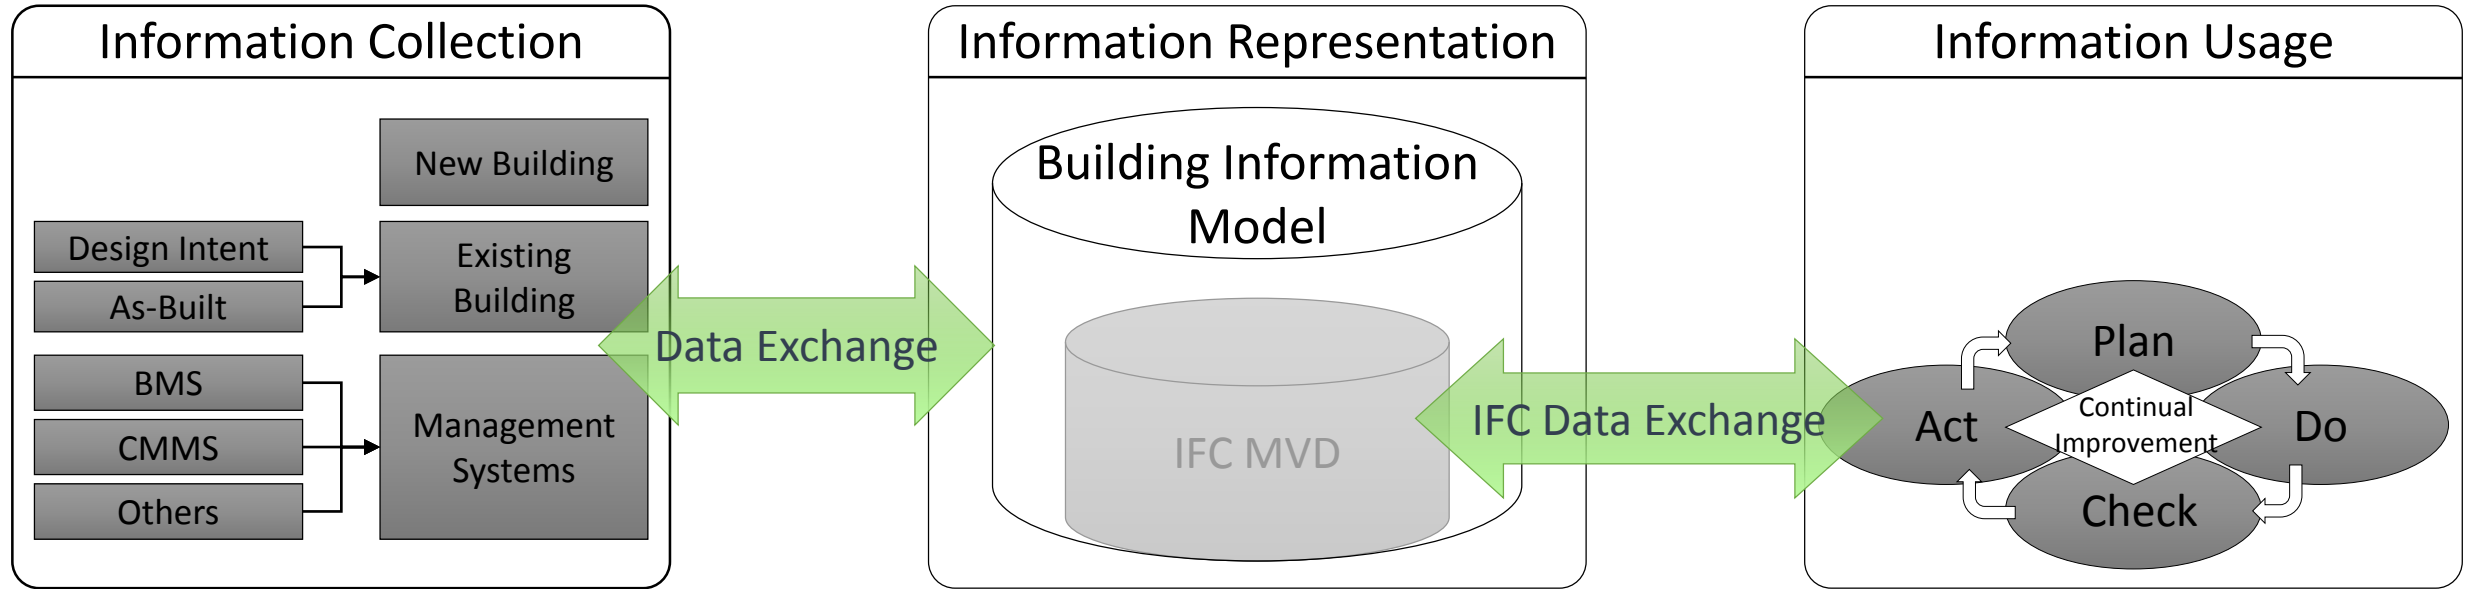 Information Collection
New Building
Design Intent
As-Built
Existing
Building
BMS
CMMS
Others
Management
Systems
Data Exchange
Information Representation
Building Information
Model
IFC MVD
IFC Data Exchange
Information Usage
Plan
Act
Continual
Improvement
Do
Check